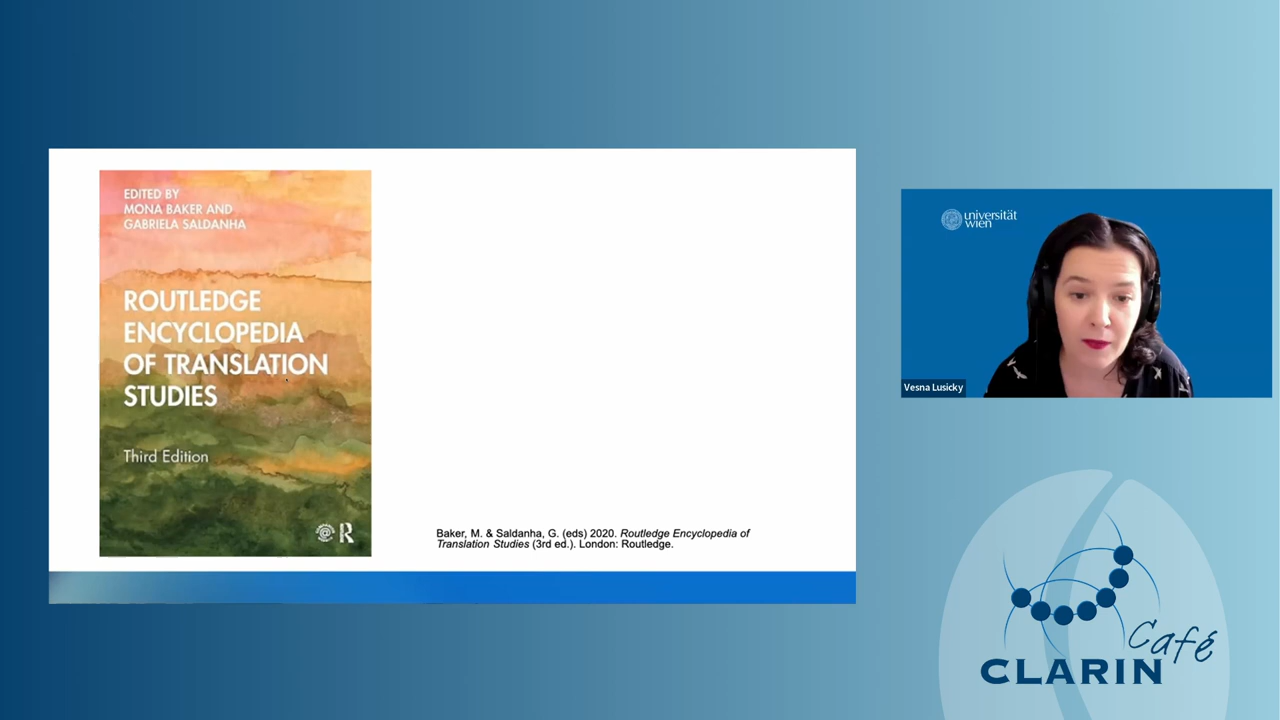 EDITED BY
MONA BAKER AND
GABRIELA SALDANHA
ROUTLEDGE
ENCYCLOPEDIA
OF TRANSLATION
STUDIES
Third Edition
R
Baker, M. & Saldanha, G. (eds) 2020. Routledge Encyclopedia of
Translation Studies (3rd ed.). London: Routledge.
universität
wien
Vesna Lusicky
Café
CLARIN